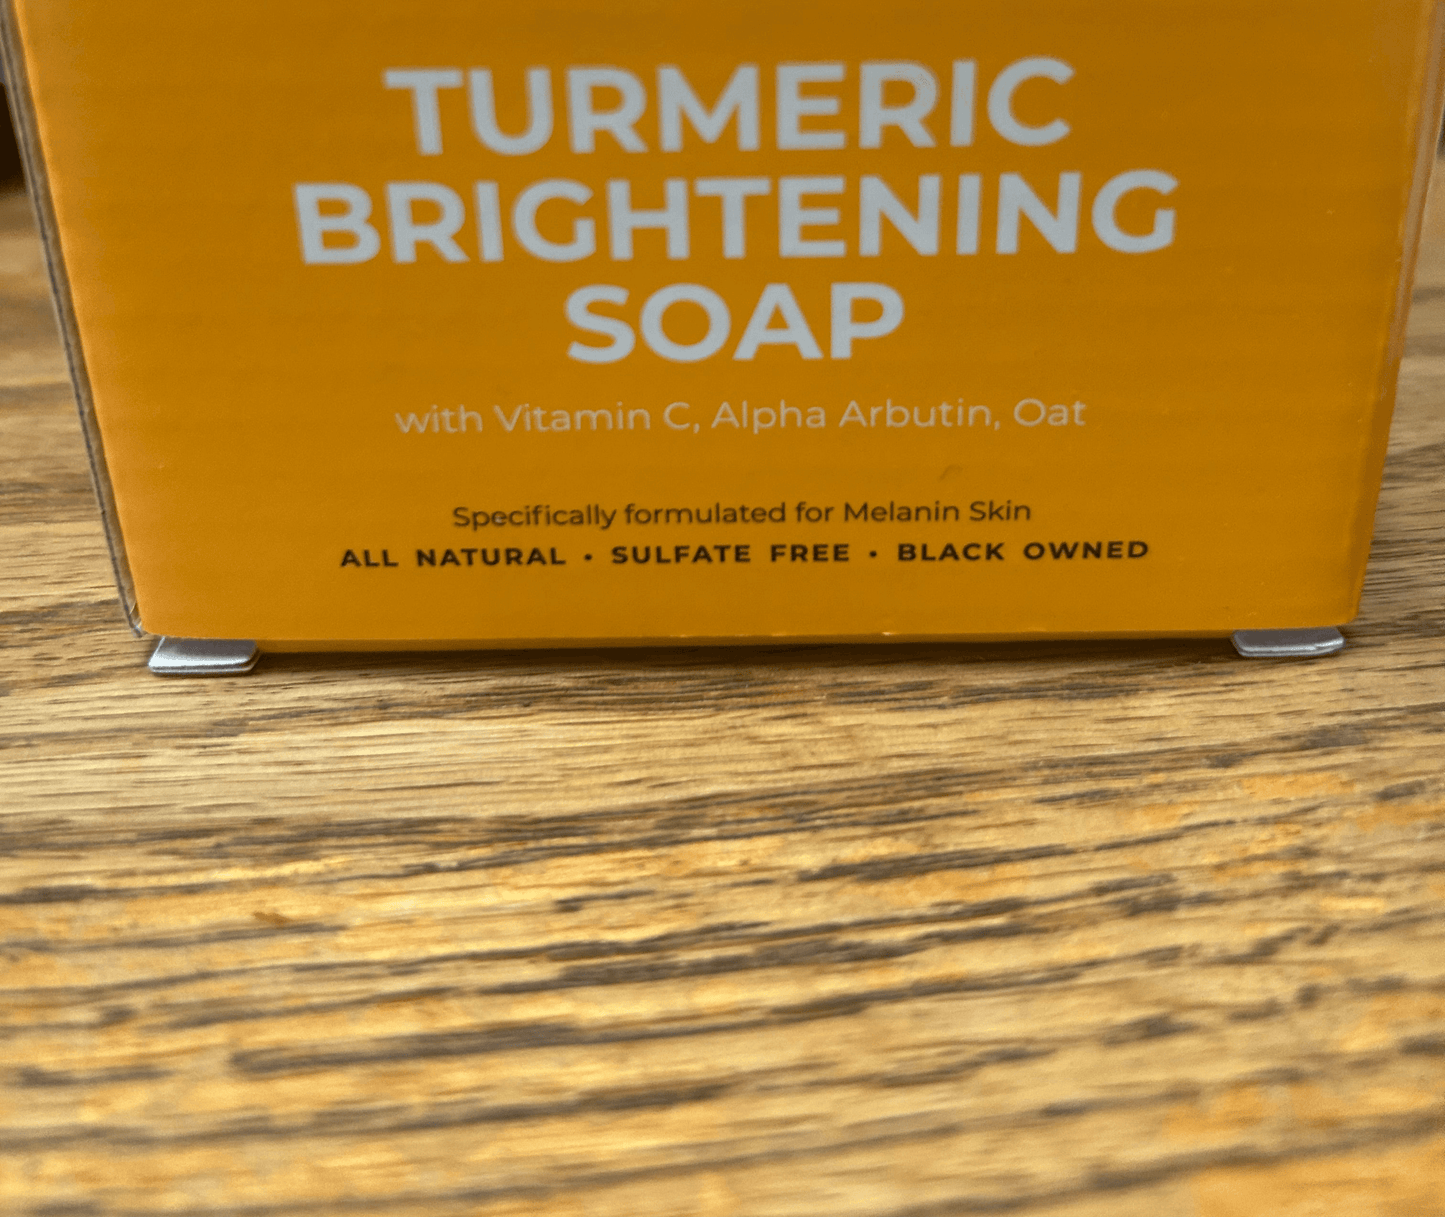 TURMERIC
BRIGHTENING
SOAP
with Vitamin C, Alpha Arbutin, Oat
Specifically formulated for Melanin Skin
ALL NATURAL • SULFATE FREE • BLACK OWNED